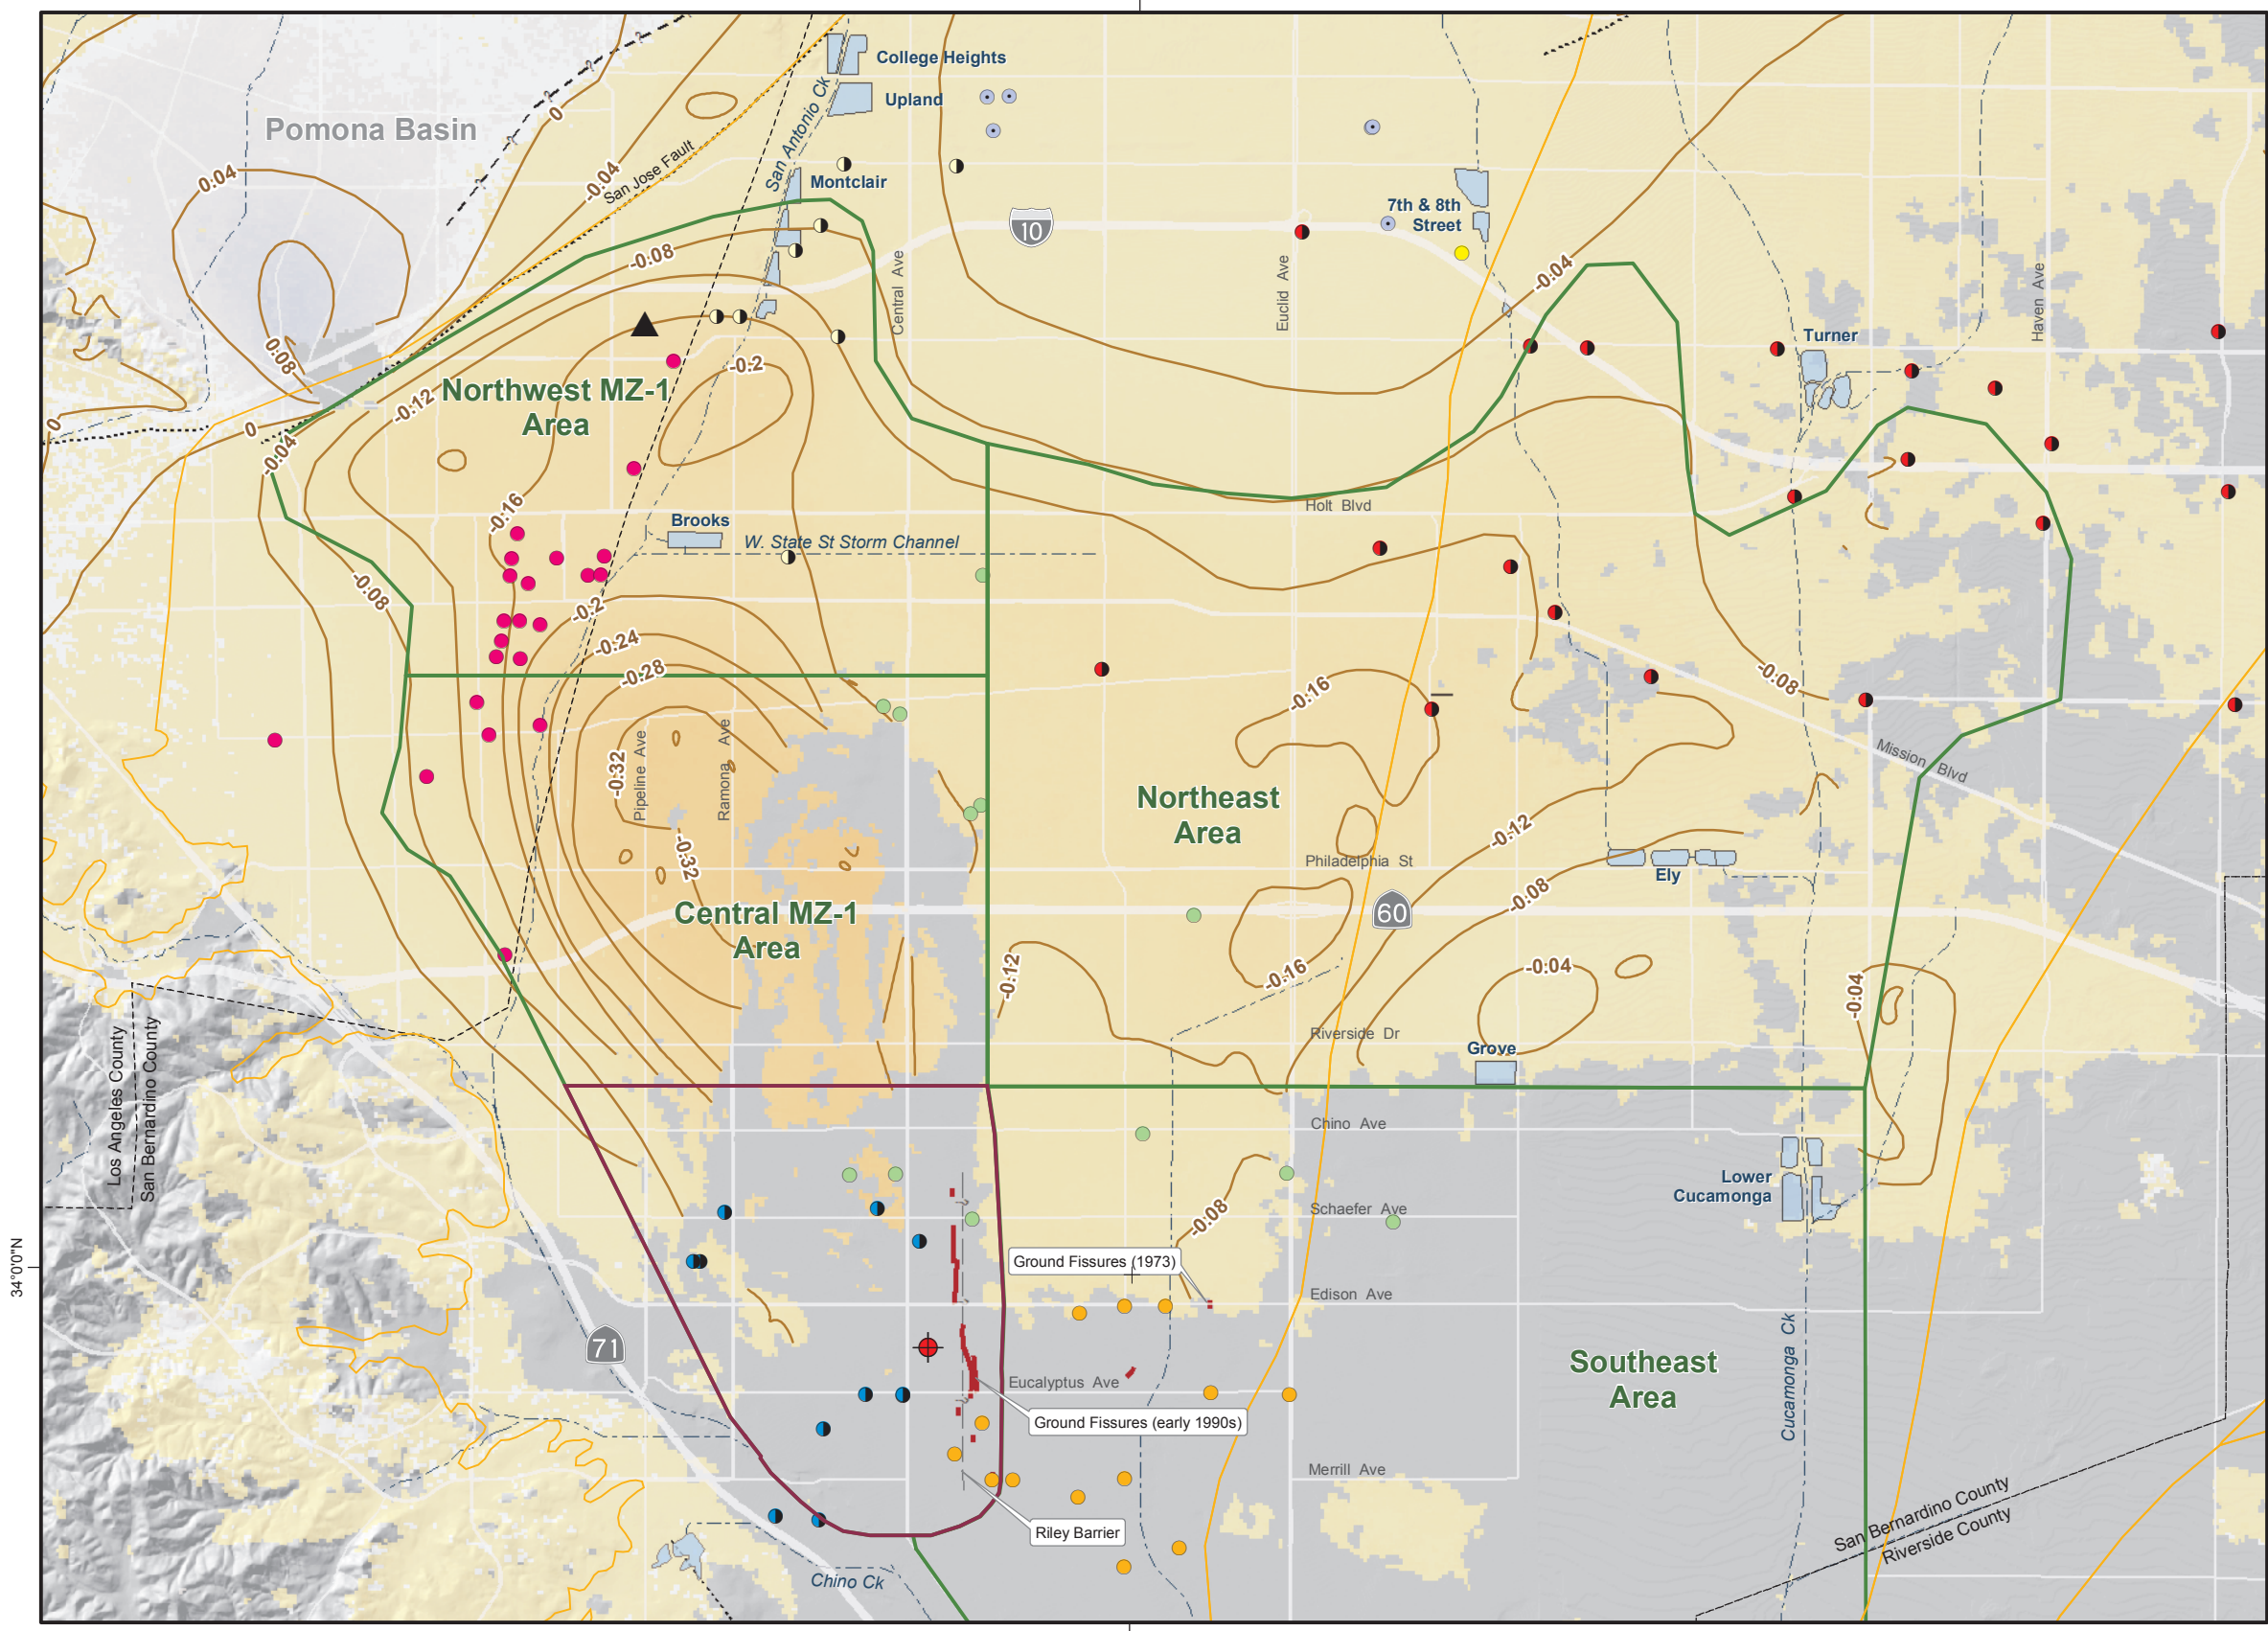 College Heights
Upland
Pomona Basin
San Antonio Ck
San Jose Fault
Montclair
7th & 8th
Street
10
0
-0.04
0.04
-0.08
0.08
-0.04
Central Ave
Euclid Ave
Haven Ave
Turner
-0.2
Northwest MZ-1
Area
-0.12
0
0
-0.04
-0.16
Holt Blvd
Brooks
W. State St Storm Channel
-0.08
-0.2
-0.24
-0.28
-0.16
-0.08
-0.32
Pipeline Ave
Ramona Ave
Mission Blvd
Northeast
Area
-0.32
-0.12
Philadelphia St
Ely
-0.08
Central MZ-1
Area
60
-0.12
-0.16
-0.04
-0.04
Riverside Dr
Grove
Los Angeles County
San Bernardino County
Chino Ave
Lower
Cucamonga
Schaefer Ave
-0.08
?
Ground Fissures (1973)
34°0'0"N
Edison Ave
?
71
Cucamonga Ck
Southeast
Area
Eucalyptus Ave
?
Ground Fissures (early 1990s)
Merrill Ave
Riley Barrier
San Bernardino County
Riverside County
Chino Ck